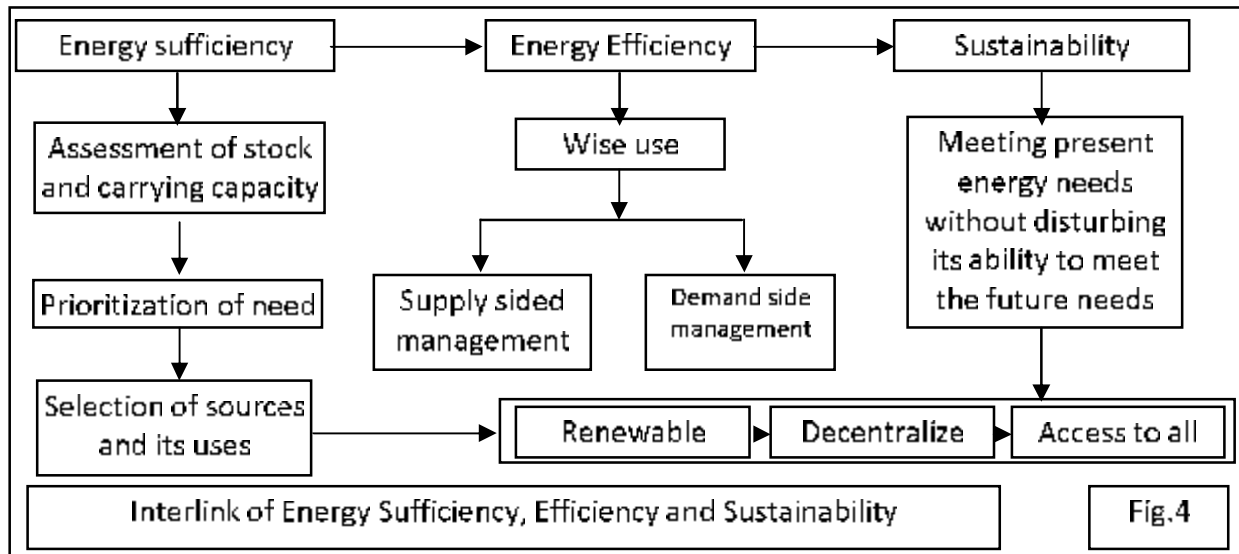 Energy sufficiency
Energy Efficiency
Sustainability
Assessment of stock
and carrying capacity
Wise use
Meeting present
energy needs
without disturbing
its ability to meet
the future needs
Prioritization of need
Supply sided
management
Demand side
management
Selection of sources
and its uses
Renewable
Decentralize
Access to all
Interlink of Energy Sufficiency, Efficiency and Sustainability
Fig.4